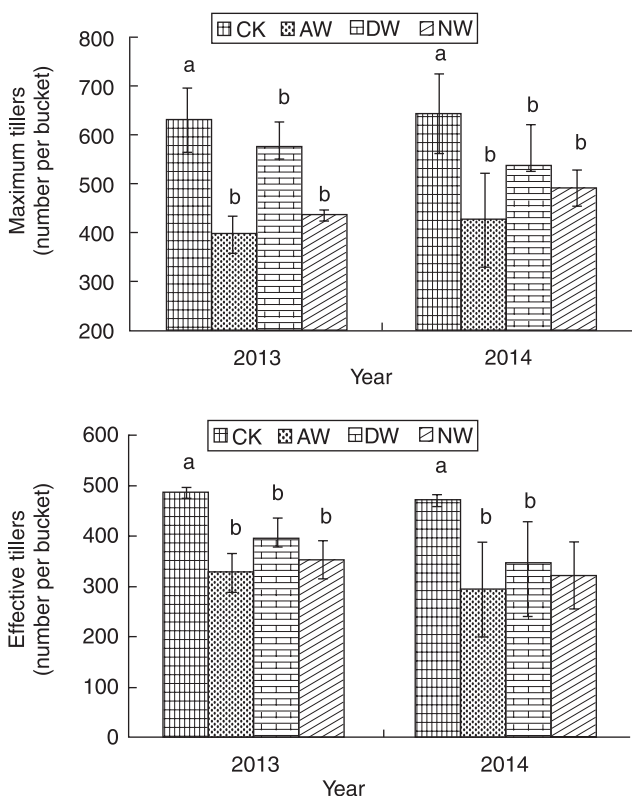 CK AW DW NW
Maximum tillers
(number per bucket)
800
700
600
500
400
300
200
a
b
b
b
a
b
b
b
2013
2014
Year
CK AW DW NW
Effective tillers
(number per bucket)
600
500
400
300
200
100
0
a
b
b
b
a
b
b
2013
2014
Year